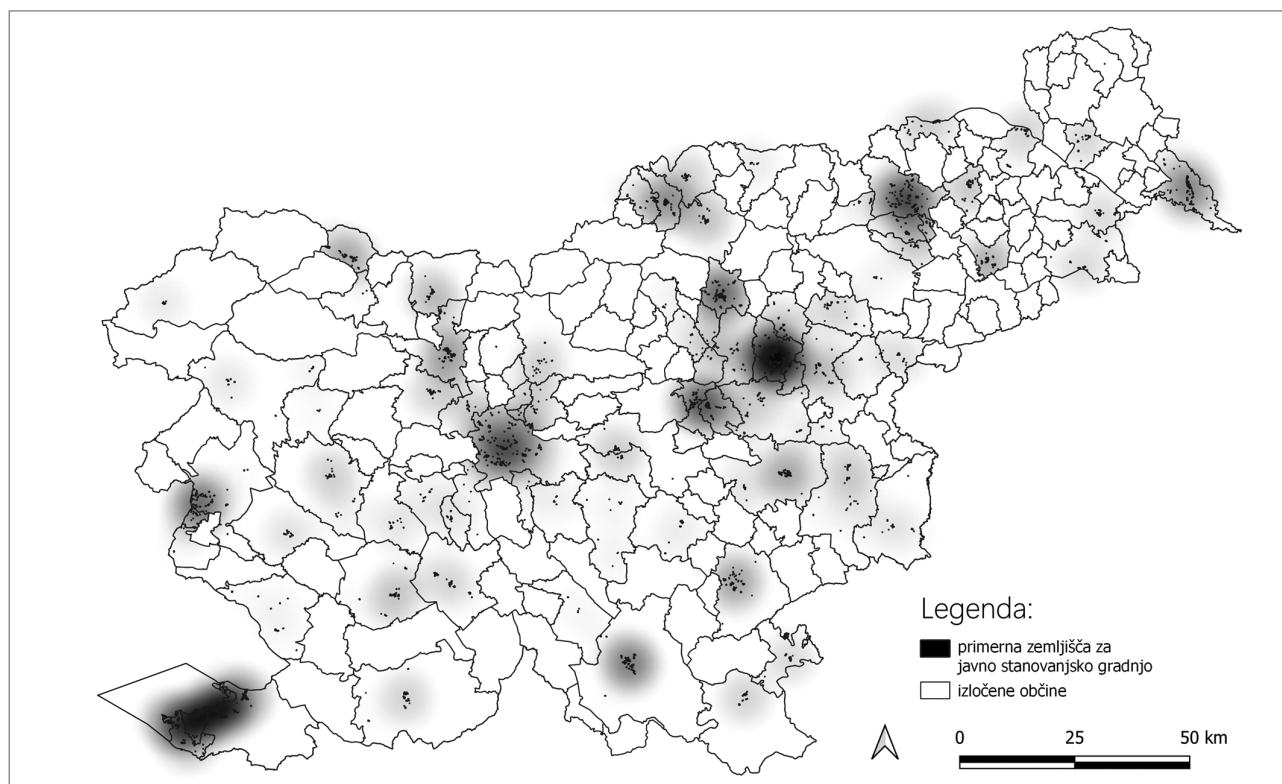 Legenda:
primerna zemljišča za
javno stanovanjsko gradnjo
izločene občine
0 25 50 km